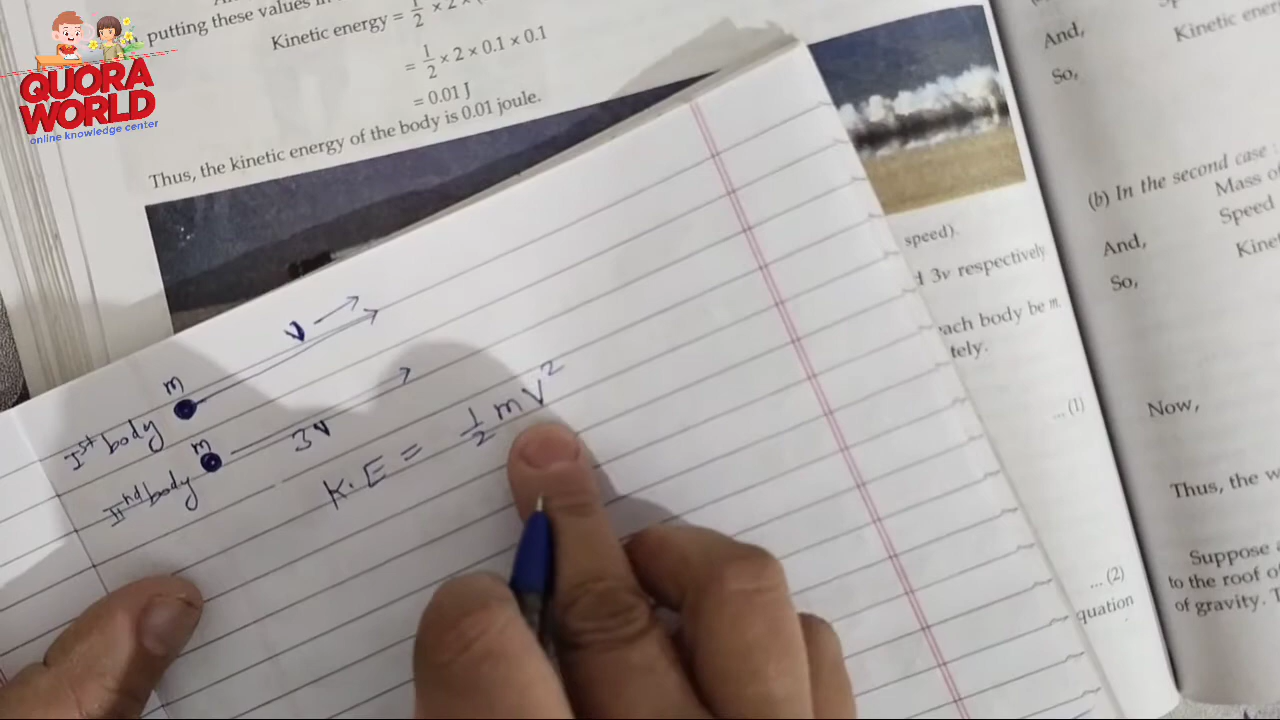 QUORA
WORLD
online knowledge center
putting these values in
Kinetic energy = 1/2 × 2 ×
= 1/2 × 2 × 0.1 × 0.1
= 0.01 J
Thus, the kinetic energy of the body is 0.01 joule.
speed).
3v respectively
each body be m.
tely.
... (1)
... (2)
quation
And,
Kinetic ener
So,
(b) In the second case :
Mass o
Speed
And,
Kine
So,
Now,
Thus, the w
Suppose
to the roof of
of gravity. T
v
Ist body m
IInd body m 3v
K.E = 1/2 mv²